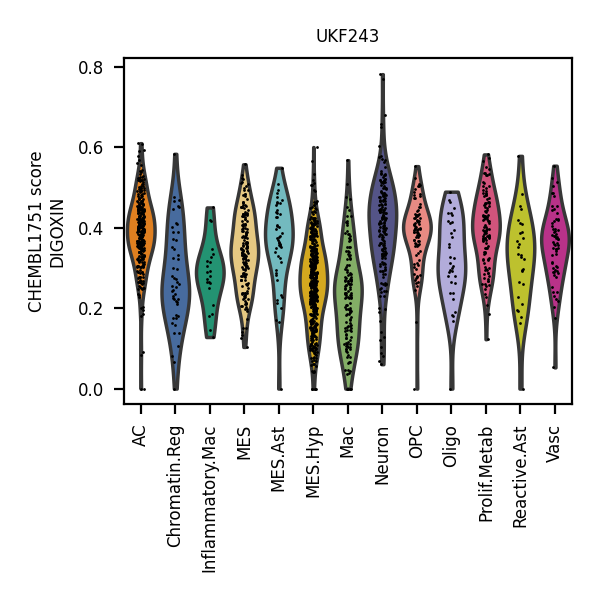 UKF243
CHEMBL1751 score
DIGOXIN
0.8
0.6
0.4
0.2
0.0
AC
Chromatin.Reg
Inflammatory.Mac
MES
MES.Ast
MES.Hyp
Mac
Neuron
OPC
Oligo
Prolif.Metab
Reactive.Ast
Vasc